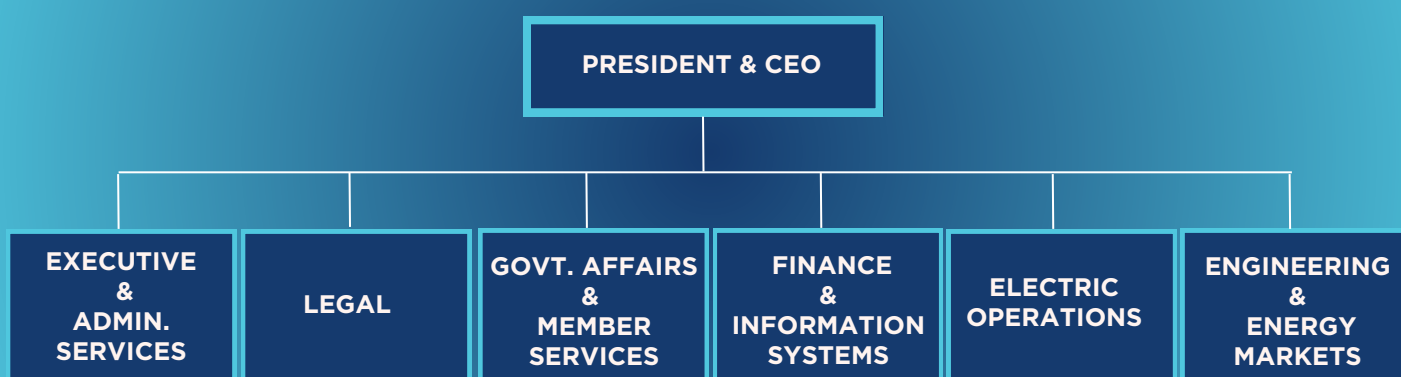 PRESIDENT & CEO
EXECUTIVE
&
ADMIN.
SERVICES
LEGAL
GOVT. AFFAIRS
&
MEMBER
SERVICES
FINANCE
&
INFORMATION
SYSTEMS
ELECTRIC
OPERATIONS
ENGINEERING
&
ENERGY
MARKETS